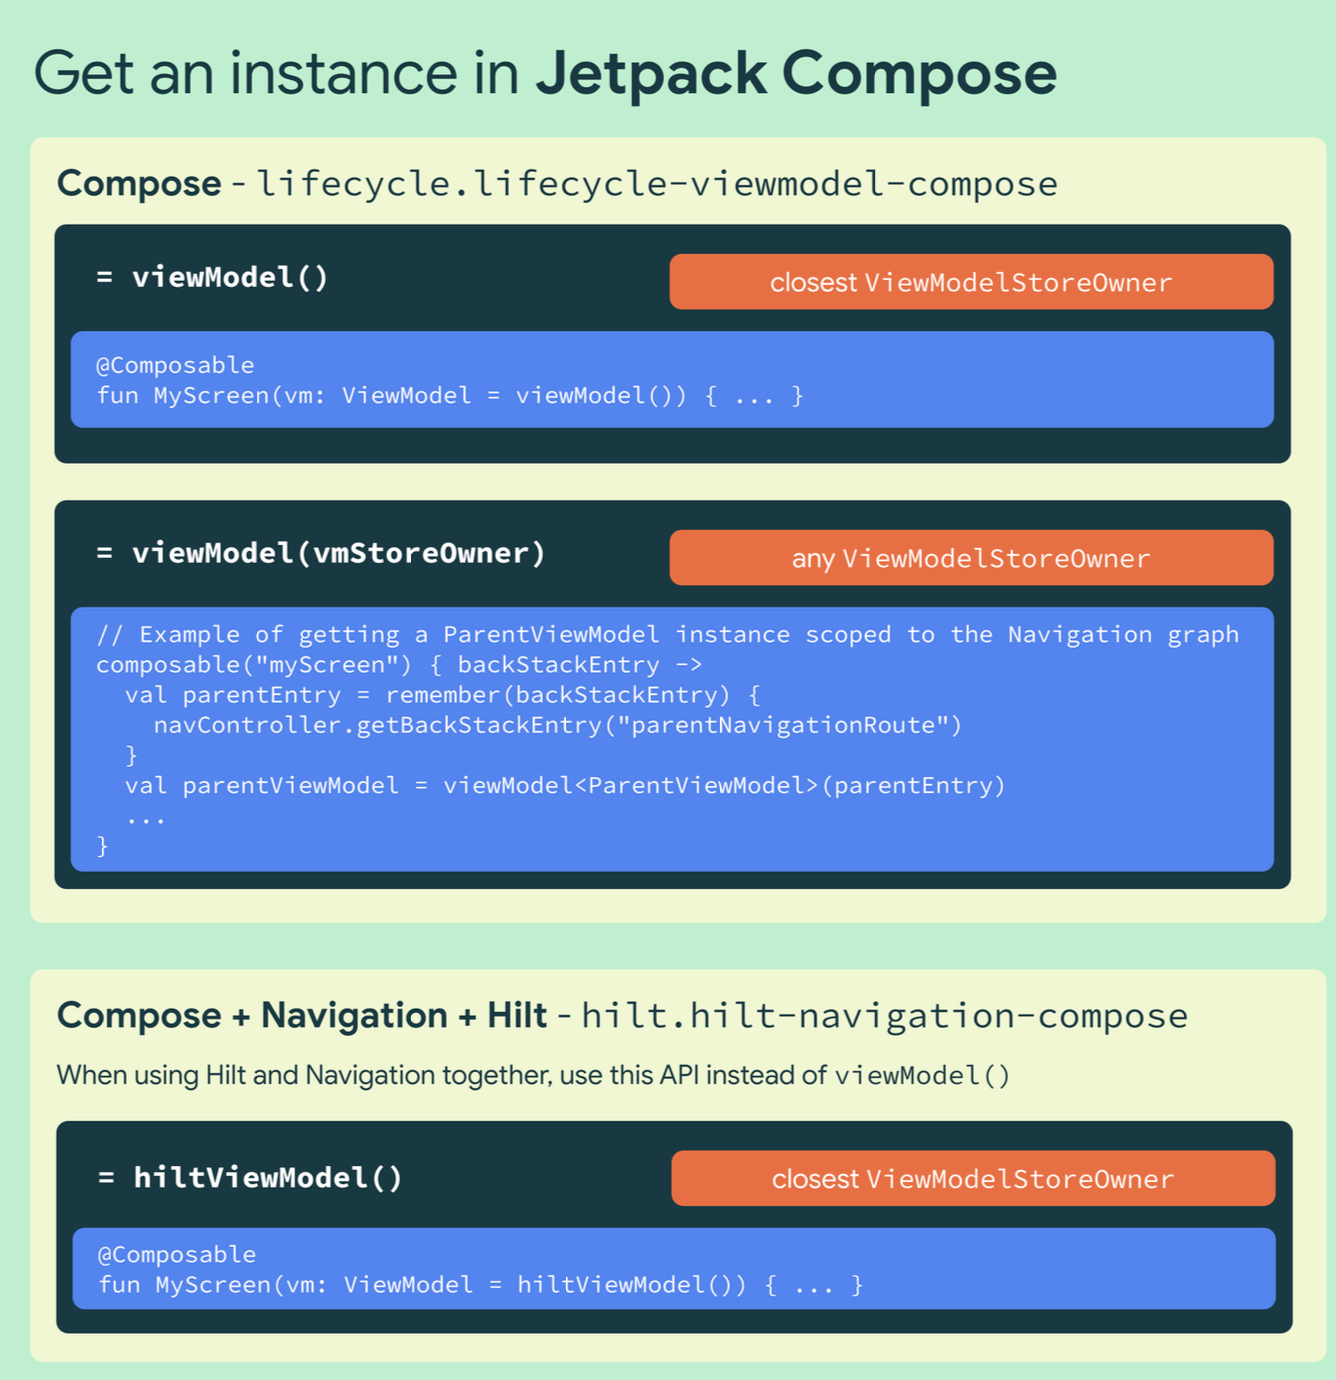 Get an instance in Jetpack Compose
Compose - lifecycle.lifecycle-viewmodel-compose
= viewModel()
closest ViewModelStoreOwner
@Composable
fun MyScreen(vm: ViewModel = viewModel()) { ... }
= viewModel(vmStoreOwner)
any ViewModelStoreOwner
// Example of getting a ParentViewModel instance scoped to the Navigation graph
composable("myScreen") { backStackEntry ->
  val parentEntry = remember(backStackEntry) {
    navController.getBackStackEntry("parentNavigationRoute")
  }
  val parentViewModel = viewModel<ParentViewModel>(parentEntry)
  ...
}
Compose + Navigation + Hilt - hilt.hilt-navigation-compose
When using Hilt and Navigation together, use this API instead of viewModel()
= hiltViewModel()
closest ViewModelStoreOwner
@Composable
fun MyScreen(vm: ViewModel = hiltViewModel()) { ... }